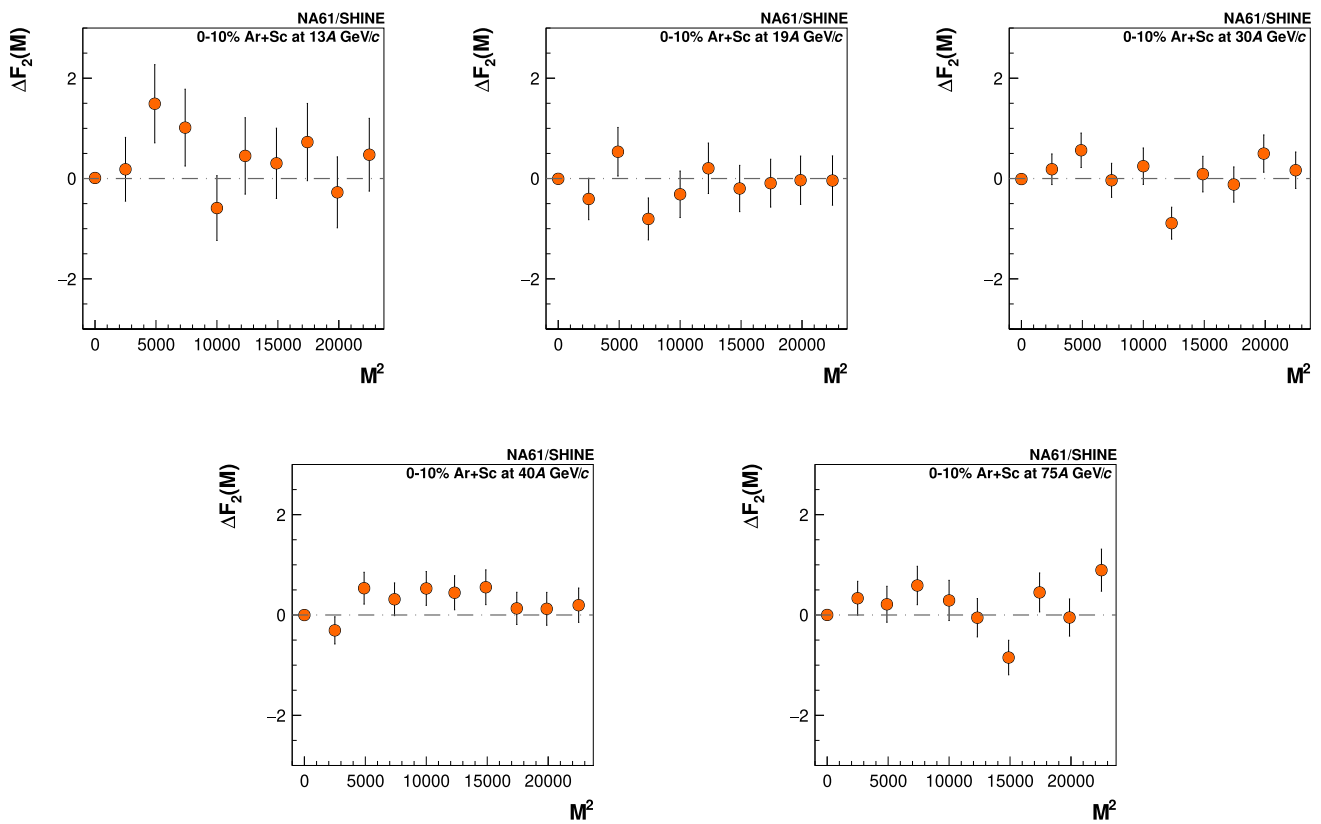 NA61/SHINE
0-10% Ar+Sc at 13A GeV/c
ΔF₂(M)
2
0
−2
0 5000 10000 15000 20000
M²
NA61/SHINE
0-10% Ar+Sc at 19A GeV/c
ΔF₂(M)
2
0
−2
0 5000 10000 15000 20000
M²
NA61/SHINE
0-10% Ar+Sc at 30A GeV/c
ΔF₂(M)
2
0
−2
0 5000 10000 15000 20000
M²
NA61/SHINE
0-10% Ar+Sc at 40A GeV/c
ΔF₂(M)
2
0
−2
0 5000 10000 15000 20000
M²
NA61/SHINE
0-10% Ar+Sc at 75A GeV/c
ΔF₂(M)
2
0
−2
0 5000 10000 15000 20000
M²